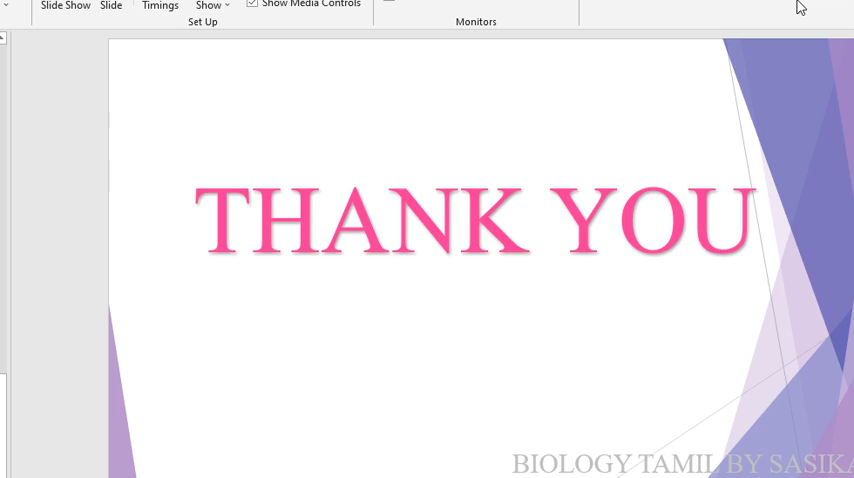 Slide Show Slide Timings Show Show Media Controls
Set Up Monitors
THANK YOU
BIOLOGY TAMIL BY SASIKA